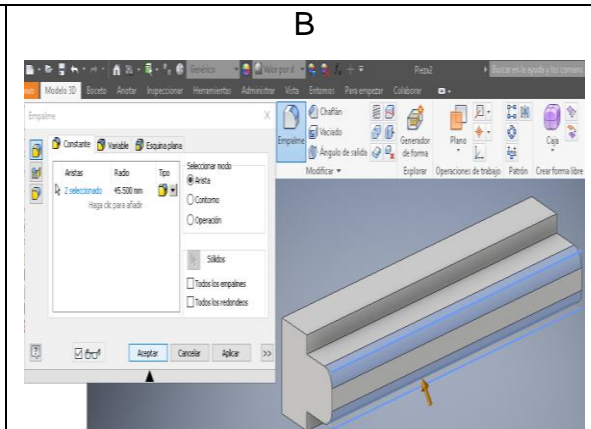 B
Genérico Valor por d Pieza2 Buscar en la ayuda y los comand
Modelo 3D Boceto Anotar Inspeccionar Herramientas Administrar Vista Entornos Para empezar Colaborar
Empalme
Constante Variable Esquina plana
Aristas Radio Tipo
2 seleccionado 45.500 mm
Haga clic para añadir
Seleccionar modo
Arista
Contorno
Operación
Sólidos
Todos los empalmes
Todos los redondeos
Aceptar Cancelar Aplicar >>
Empalme
Chaflán
Vaciado
Ángulo de salida
Modificar
Generador
de forma
Explorar
Plano
Operaciones de trabajo
Patrón
Caja
Crear forma libre